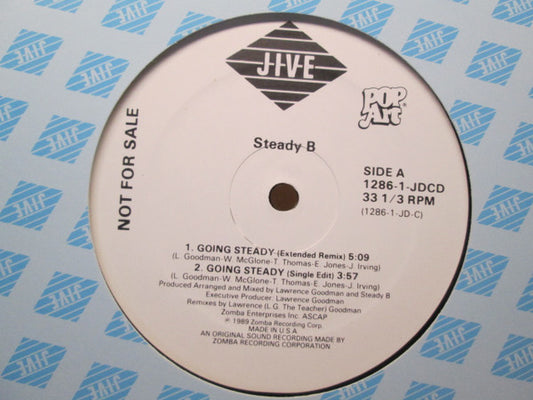 JIVE
POP
Art
NOT FOR SALE
Steady B
SIDE A
1286-1-JDCD
33 1/3 RPM
(1286-1-JD-C)
1. GOING STEADY (Extended Remix) 5:09
(L. Goodman-W. McGlone-T. Thomas-E. Jones-J. Irving)
2. GOING STEADY (Single Edit) 3:57
(L. Goodman-W. McGlone-T. Thomas-E. Jones-J. Irving)
Produced Arranged and Mixed by Lawrence Goodman and Steady B
Executive Producer: Lawrence Goodman
Remixes by Lawrence (L.G. The Teacher) Goodman
Zomba Enterprises Inc. ASCAP
℗ 1989 Zomba Recording Corp.
MADE IN U.S.A
AN ORIGINAL SOUND RECORDING MADE BY
ZOMBA RECORDING CORPORATION